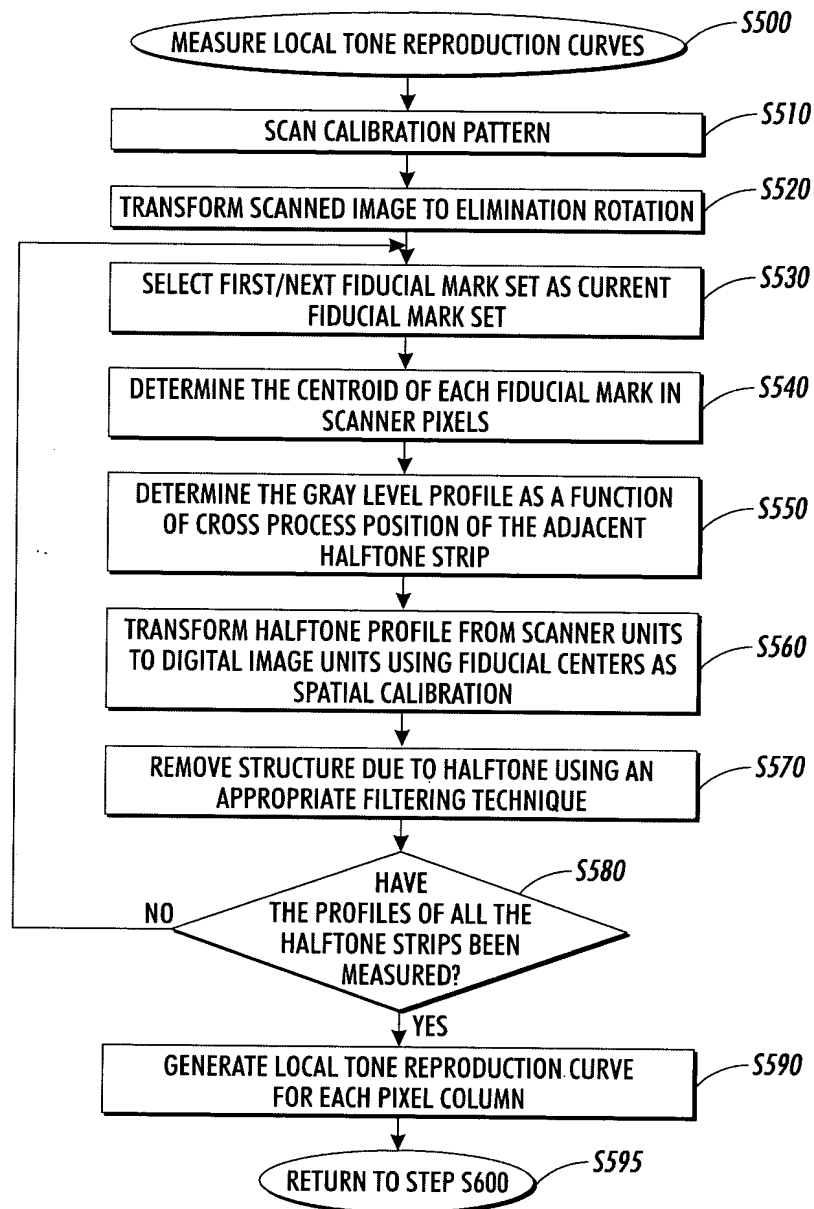 MEASURE LOCAL TONE REPRODUCTION CURVES
S500
SCAN CALIBRATION PATTERN
S510
TRANSFORM SCANNED IMAGE TO ELIMINATION ROTATION
S520
SELECT FIRST/NEXT FIDUCIAL MARK SET AS CURRENT
FIDUCIAL MARK SET
S530
DETERMINE THE CENTROID OF EACH FIDUCIAL MARK IN
SCANNER PIXELS
S540
DETERMINE THE GRAY LEVEL PROFILE AS A FUNCTION
OF CROSS PROCESS POSITION OF THE ADJACENT
HALFTONE STRIP
S550
TRANSFORM HALFTONE PROFILE FROM SCANNER UNITS
TO DIGITAL IMAGE UNITS USING FIDUCIAL CENTERS AS
SPATIAL CALIBRATION
S560
REMOVE STRUCTURE DUE TO HALFTONE USING AN
APPROPRIATE FILTERING TECHNIQUE
S570
HAVE
THE PROFILES OF ALL THE
HALFTONE STRIPS BEEN
MEASURED?
S580
NO
YES
GENERATE LOCAL TONE REPRODUCTION CURVE
FOR EACH PIXEL COLUMN
S590
RETURN TO STEP S600
S595